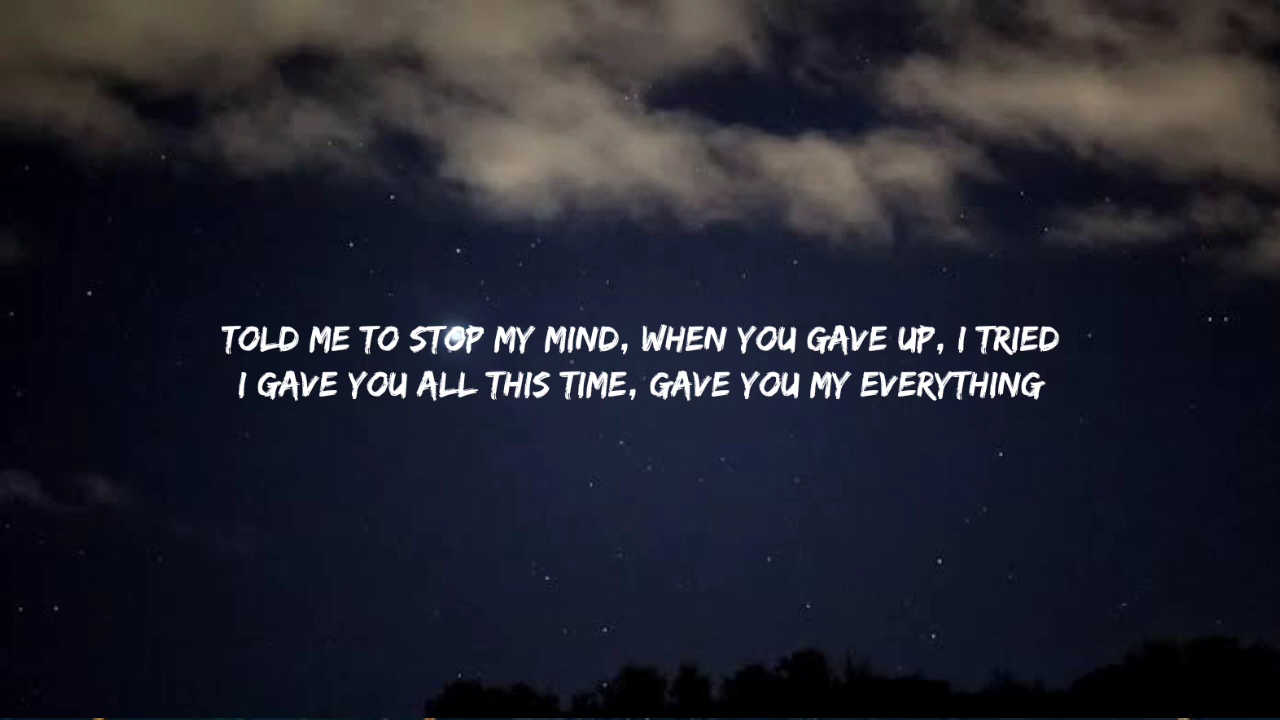 TOLD ME TO STOP MY MIND, WHEN YOU GAVE UP, I TRIED
I GAVE YOU ALL THIS TIME, GAVE YOU MY EVERYTHING